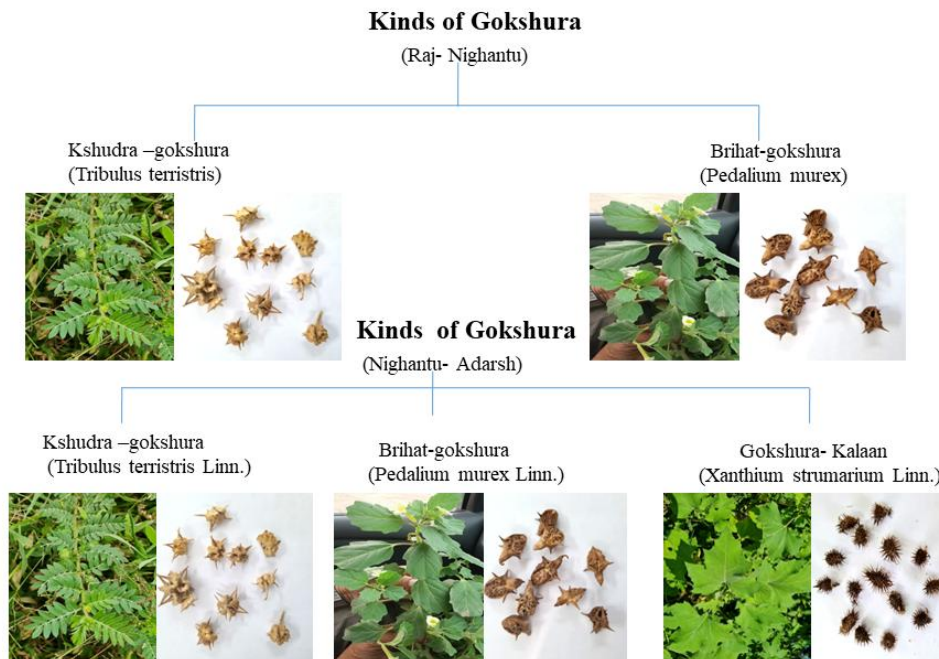 Kinds of Gokshura
(Raj- Nighantu)
Kshudra –gokshura
(Tribulus terristris)
Brihat-gokshura
(Pedalium murex)
Kinds of Gokshura
(Nighantu- Adarsh)
Kshudra –gokshura
(Tribulus terristris Linn.)
Brihat-gokshura
(Pedalium murex Linn.)
Gokshura- Kalaan
(Xanthium strumarium Linn.)